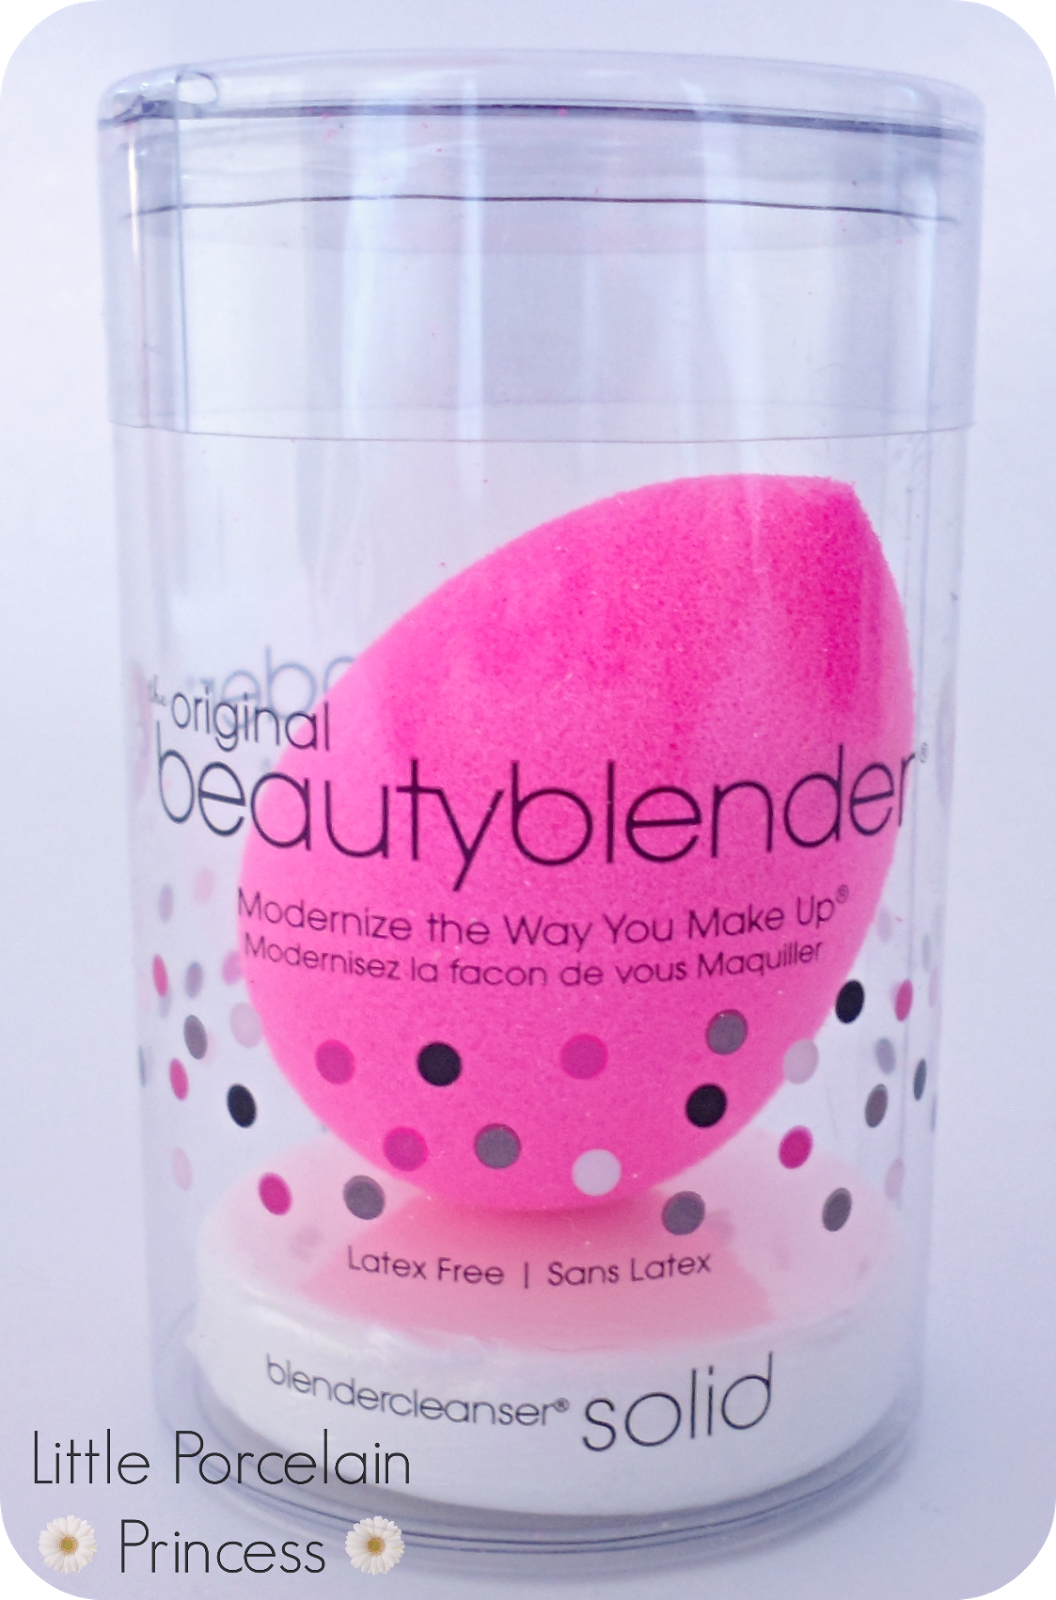 the original
beautyblender®
Modernize the Way You Make Up®
Modernisez la facon de vous Maquiller
Latex Free | Sans Latex
blendercleanser® solid
Little Porcelain
Princess